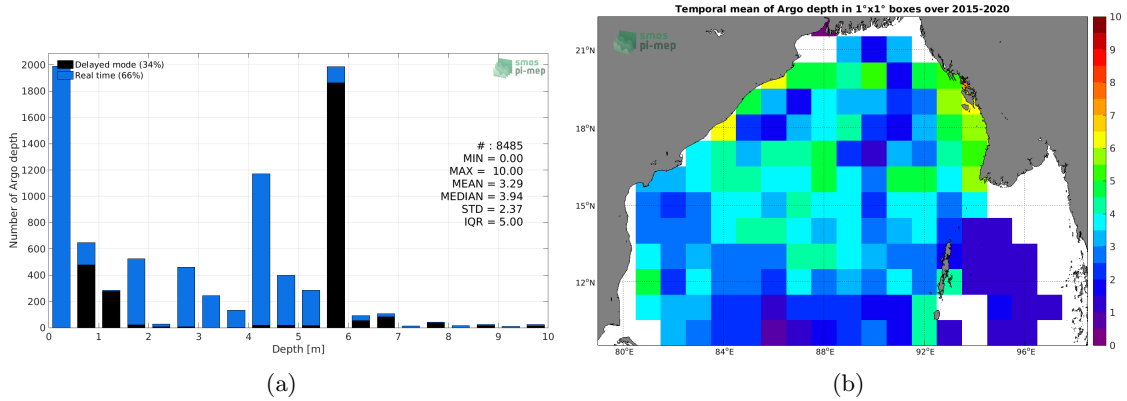 smos
pi-mep
Delayed mode (34%)
Real time (66%)
# : 8485
MIN = 0.00
MAX = 10.00
MEAN = 3.29
MEDIAN = 3.94
STD = 2.37
IQR = 5.00
Number of Argo depth
2000
1800
1600
1400
1200
1000
800
600
400
200
0
0 1 2 3 4 5 6 7 8 9 10
Depth [m]
(a)
Temporal mean of Argo depth in 1°x1° boxes over 2015-2020
smos
pi-mep
21°N
18°N
15°N
12°N
80°E 84°E 88°E 92°E 96°E
10
9
8
7
6
5
4
3
2
1
0
(b)